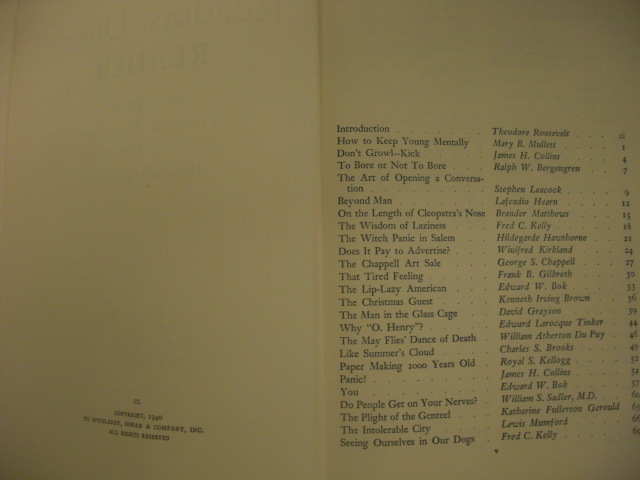 CL
COPYRIGHT, 1940
BY DOUBLEDAY, DORAN & COMPANY, INC.
ALL RIGHTS RESERVED
Introduction . . . . . . . Theodore Roosevelt . . . xi
How to Keep Young Mentally . Mary B. Mullett . . . 1
Don't Growl—Kick . . . . James H. Collins . . . 4
To Bore or Not To Bore . . . Ralph W. Bergengren . . . 7
The Art of Opening a Conversa-
tion . . . . . . . . Stephen Leacock . . . 9
Beyond Man . . . . . . Lafcadio Hearn . . . 12
On the Length of Cleopatra's Nose Brander Matthews . . . 15
The Wisdom of Laziness . . . Fred C. Kelly . . . 18
The Witch Panic in Salem . . . Hildegarde Hawthorne . . . 21
Does It Pay to Advertise? . . . Winifred Kirkland . . . 24
The Chappell Art Sale . . . George S. Chappell . . . 27
That Tired Feeling . . . . Frank B. Gilbreth . . . 30
The Lip-Lazy American . . . Edward W. Bok . . . 33
The Christmas Guest . . . Kenneth Irving Brown . . . 36
The Man in the Glass Cage . . David Grayson . . . 39
Why "O. Henry"? . . . . Edward Larocque Tinker . . 44
The May Flies' Dance of Death . William Atherton Du Puy . . 46
Like Summer's Cloud . . . Charles S. Brooks . . . 49
Paper Making 2000 Years Old . Royal S. Kellogg . . . 52
Panic! . . . . . . . James H. Collins . . . 54
You . . . . . . . . Edward W. Bok . . . 57
Do People Get on Your Nerves? . William S. Sadler, M.D. . . 60
The Plight of the Genteel . . . Katharine Fullerton Gerould
The Intolerable City . . . . Lewis Mumford . . .
Seeing Ourselves in Our Dogs . Fred C. Kelly . . .
v